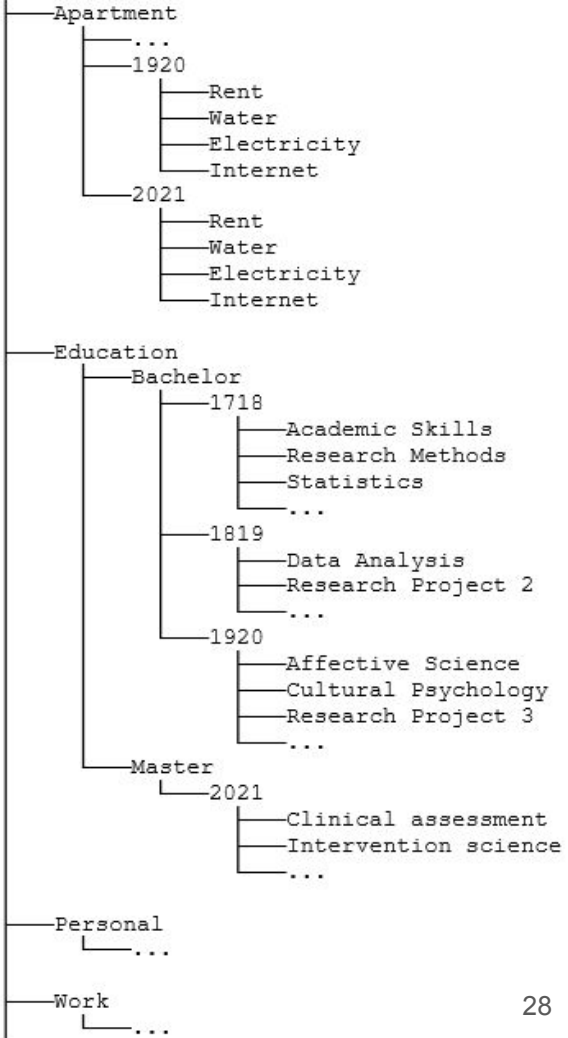 Apartment
...
1920
Rent
Water
Electricity
Internet
2021
Rent
Water
Electricity
Internet
Education
Bachelor
1718
Academic Skills
Research Methods
Statistics
...
1819
Data Analysis
Research Project 2
...
1920
Affective Science
Cultural Psychology
Research Project 3
...
Master
2021
Clinical assessment
Intervention science
...
Personal
...
Work
28
...